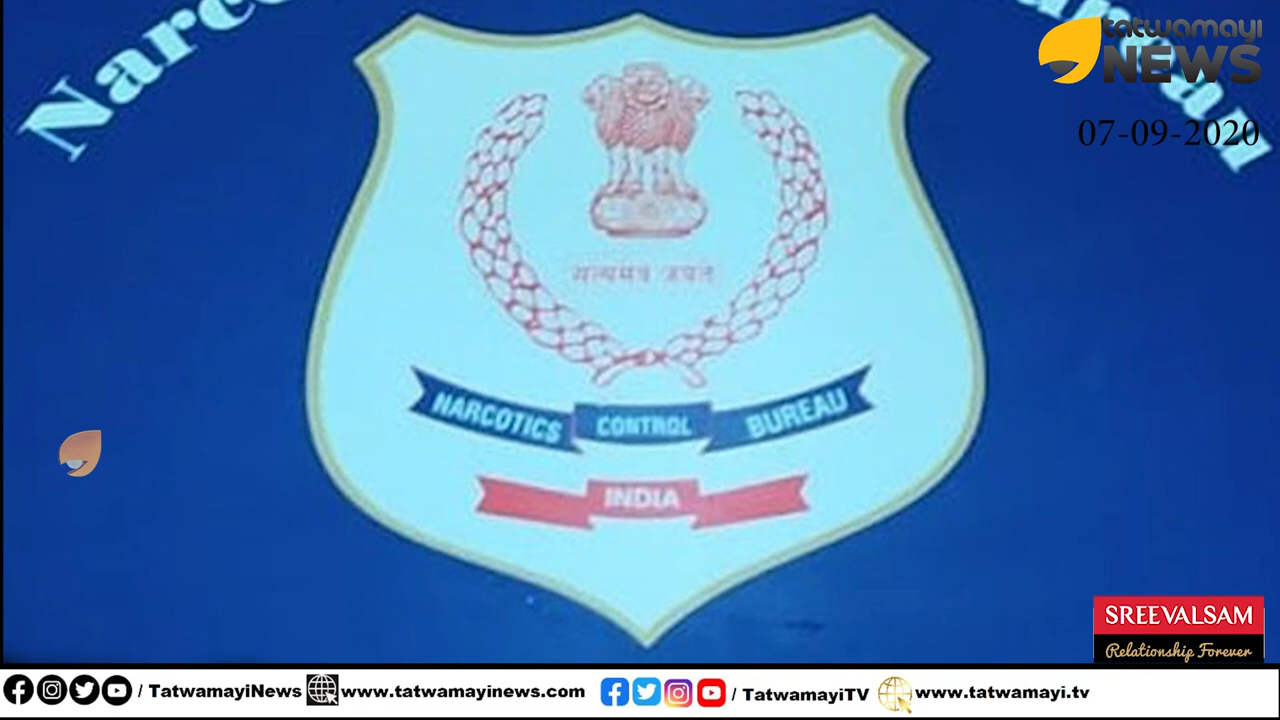 tatwamayi
NEWS
07-09-2020
सत्यमेव जयते
NARCOTICS CONTROL BUREAU
INDIA
SREEVALSAM
Relationship Forever
/ TatwamayiNews www.tatwamayinews.com / TatwamayiTV www.tatwamayi.tv